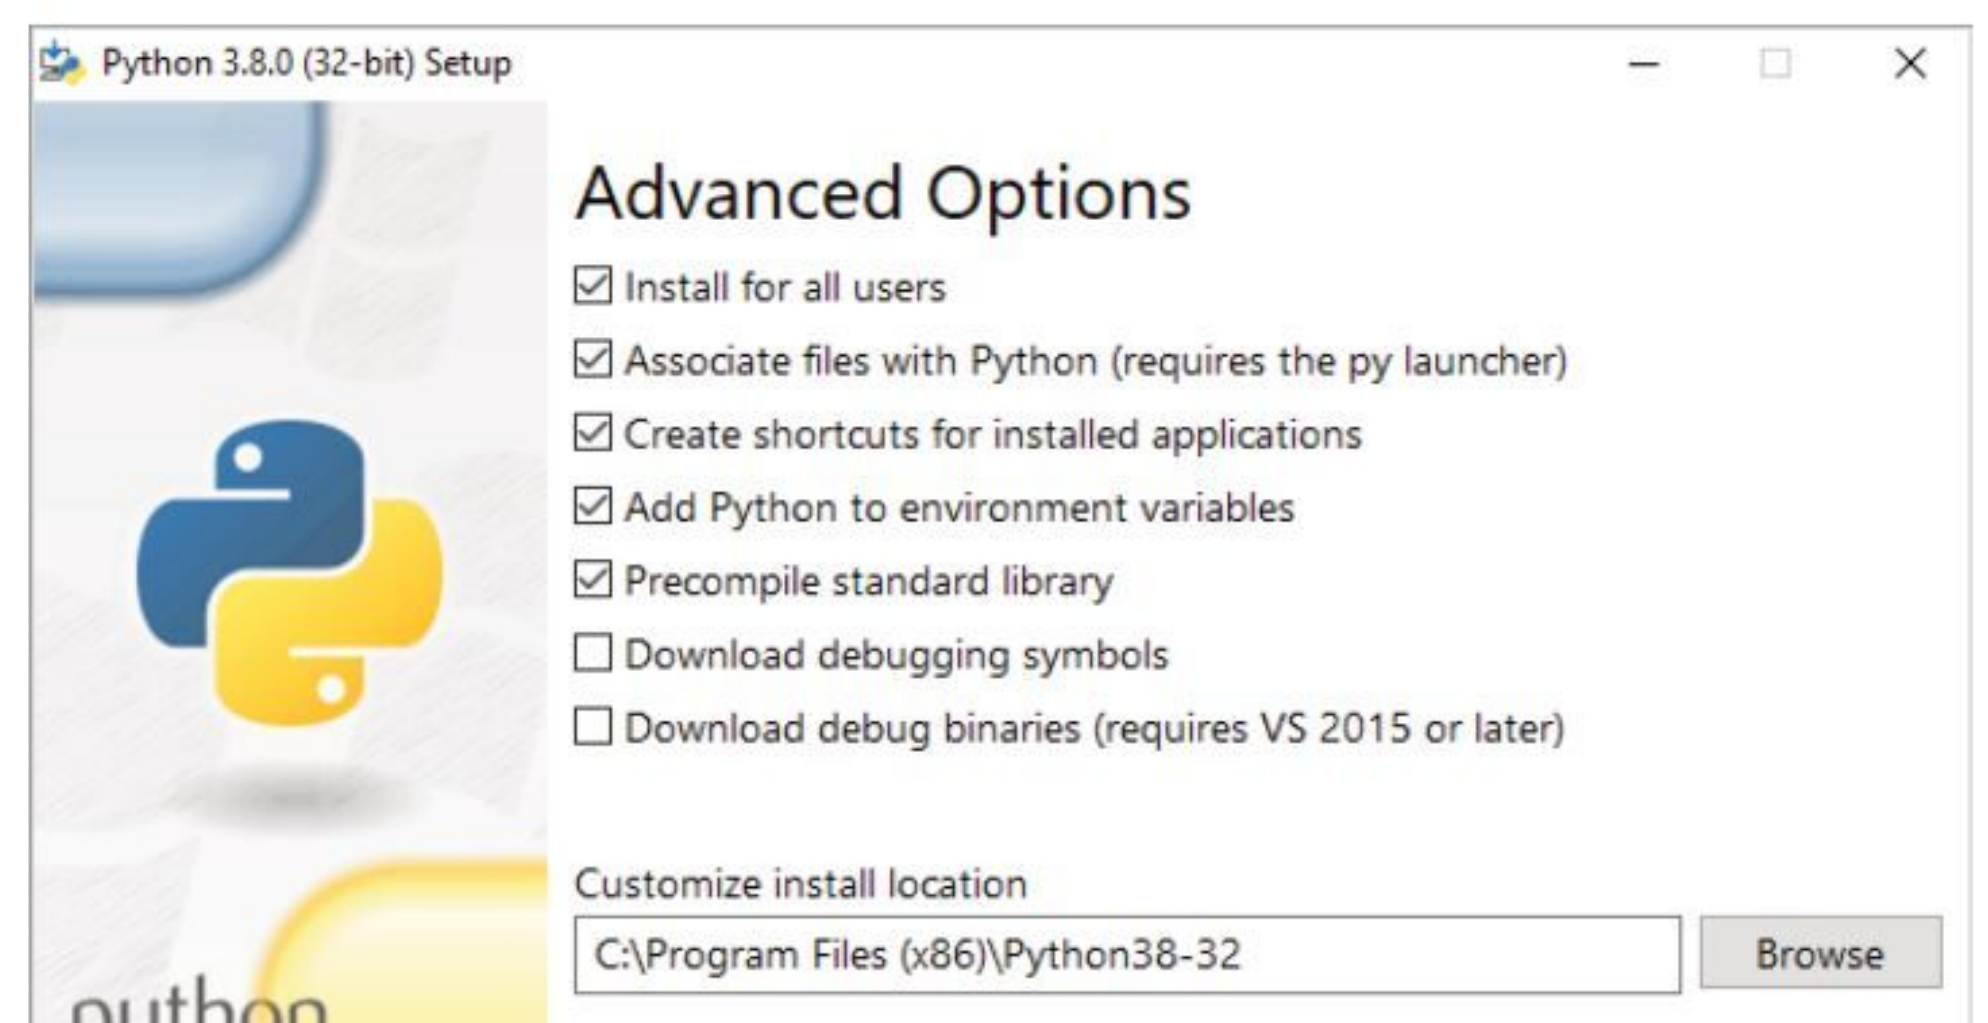 Python 3.8.0 (32-bit) Setup
Advanced Options
Install for all users
Associate files with Python (requires the py launcher)
Create shortcuts for installed applications
Add Python to environment variables
Precompile standard library
Download debugging symbols
Download debug binaries (requires VS 2015 or later)
Customize install location
C:\Program Files (x86)\Python38-32
Browse
python